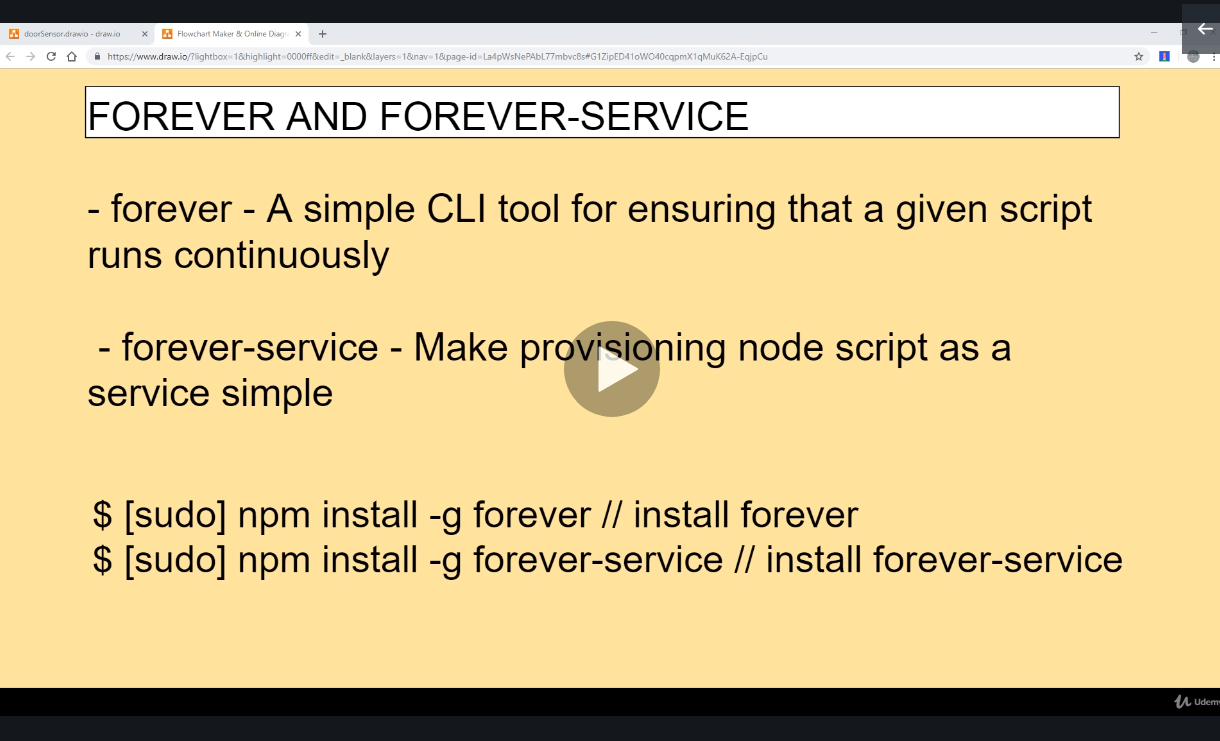 doorSensor.drawio - draw.io
Flowchart Maker & Online Diagr
https://www.draw.io/?lightbox=1&highlight=0000ff&edit=_blank&layers=1&nav=1&page-id=La4pWsNePAbL77mbvc8s#G1ZipED41oWO40cqpmX1qMuK62A-EqjpCu
FOREVER AND FOREVER-SERVICE
- forever - A simple CLI tool for ensuring that a given script
runs continuously
- forever-service - Make provisioning node script as a
service simple
$ [sudo] npm install -g forever // install forever
$ [sudo] npm install -g forever-service // install forever-service
Udemy